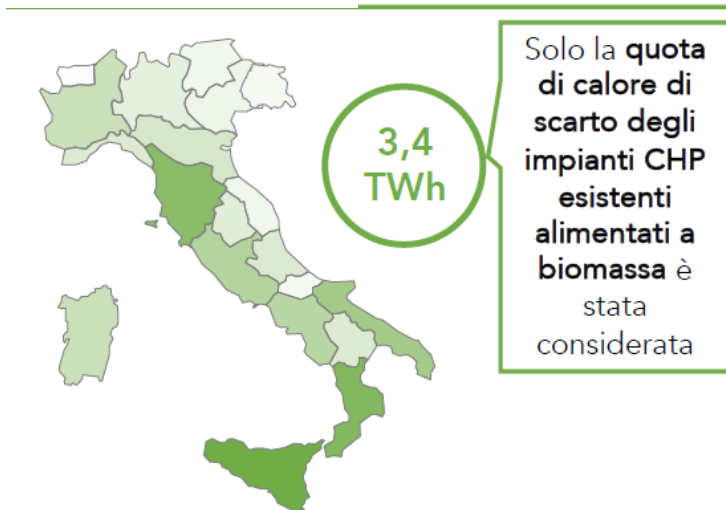 3,4
TWh
Solo la quota
di calore di
scarto degli
impianti CHP
esistenti
alimentati a
biomassa è
stata
considerata